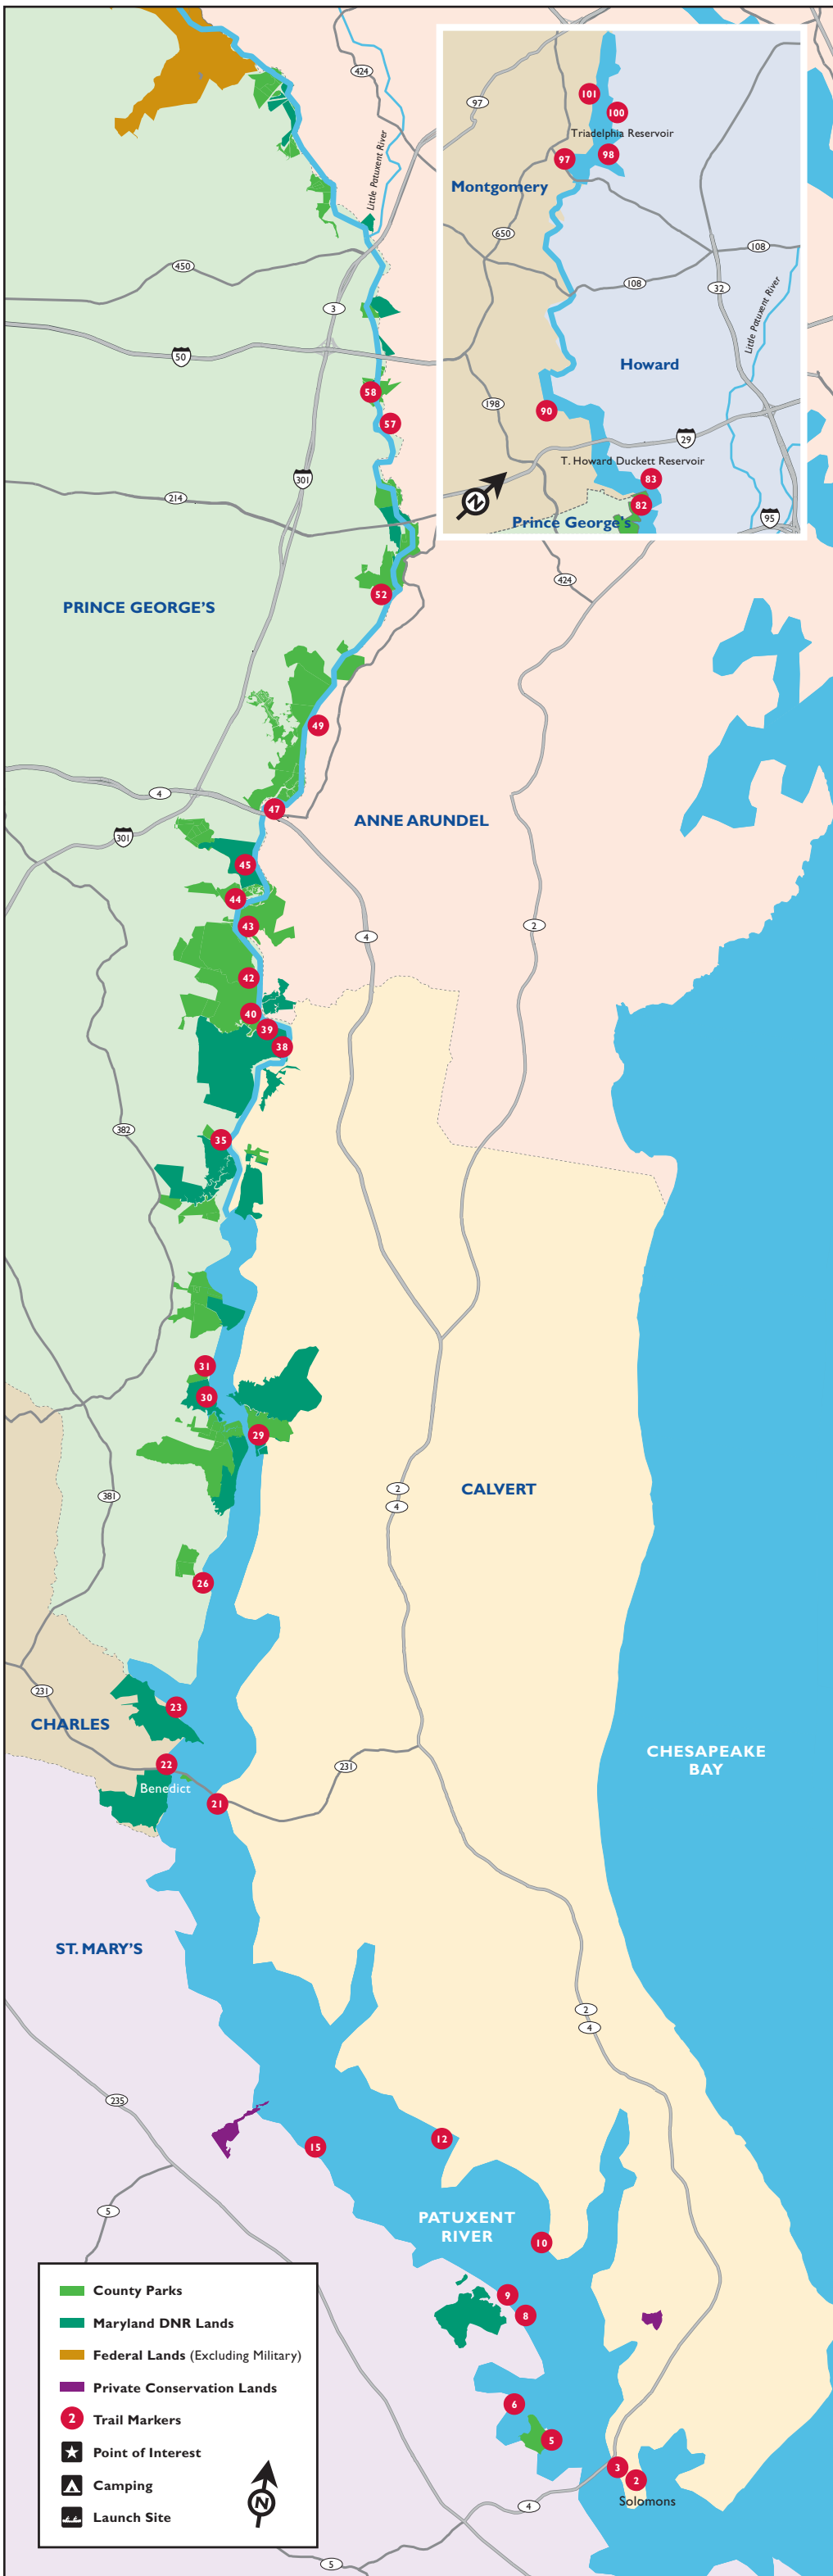 424
Little Patuxent River
450
3
50
58
57
301
214
52
PRINCE GEORGE'S
49
4
47
301
ANNE ARUNDEL
424
45
44
43
4
2
42
40
39
38
382
35
31
30
29
2
4
CALVERT
381
26
231
23
CHARLES
22
Benedict
21
231
CHESAPEAKE
BAY
ST. MARY'S
2
4
235
15
12
5
PATUXENT
RIVER
10
9
8
6
5
3
2
Solomons
4
5
97
101
100
Triadelphia Reservoir
97
98
Montgomery
650
108
108
32
Little Patuxent River
Howard
198
90
29
T. Howard Duckett Reservoir
83
82
N
Prince George's
95
County Parks
Maryland DNR Lands
Federal Lands (Excluding Military)
Private Conservation Lands
2 Trail Markers
Point of Interest
Camping
Launch Site
N